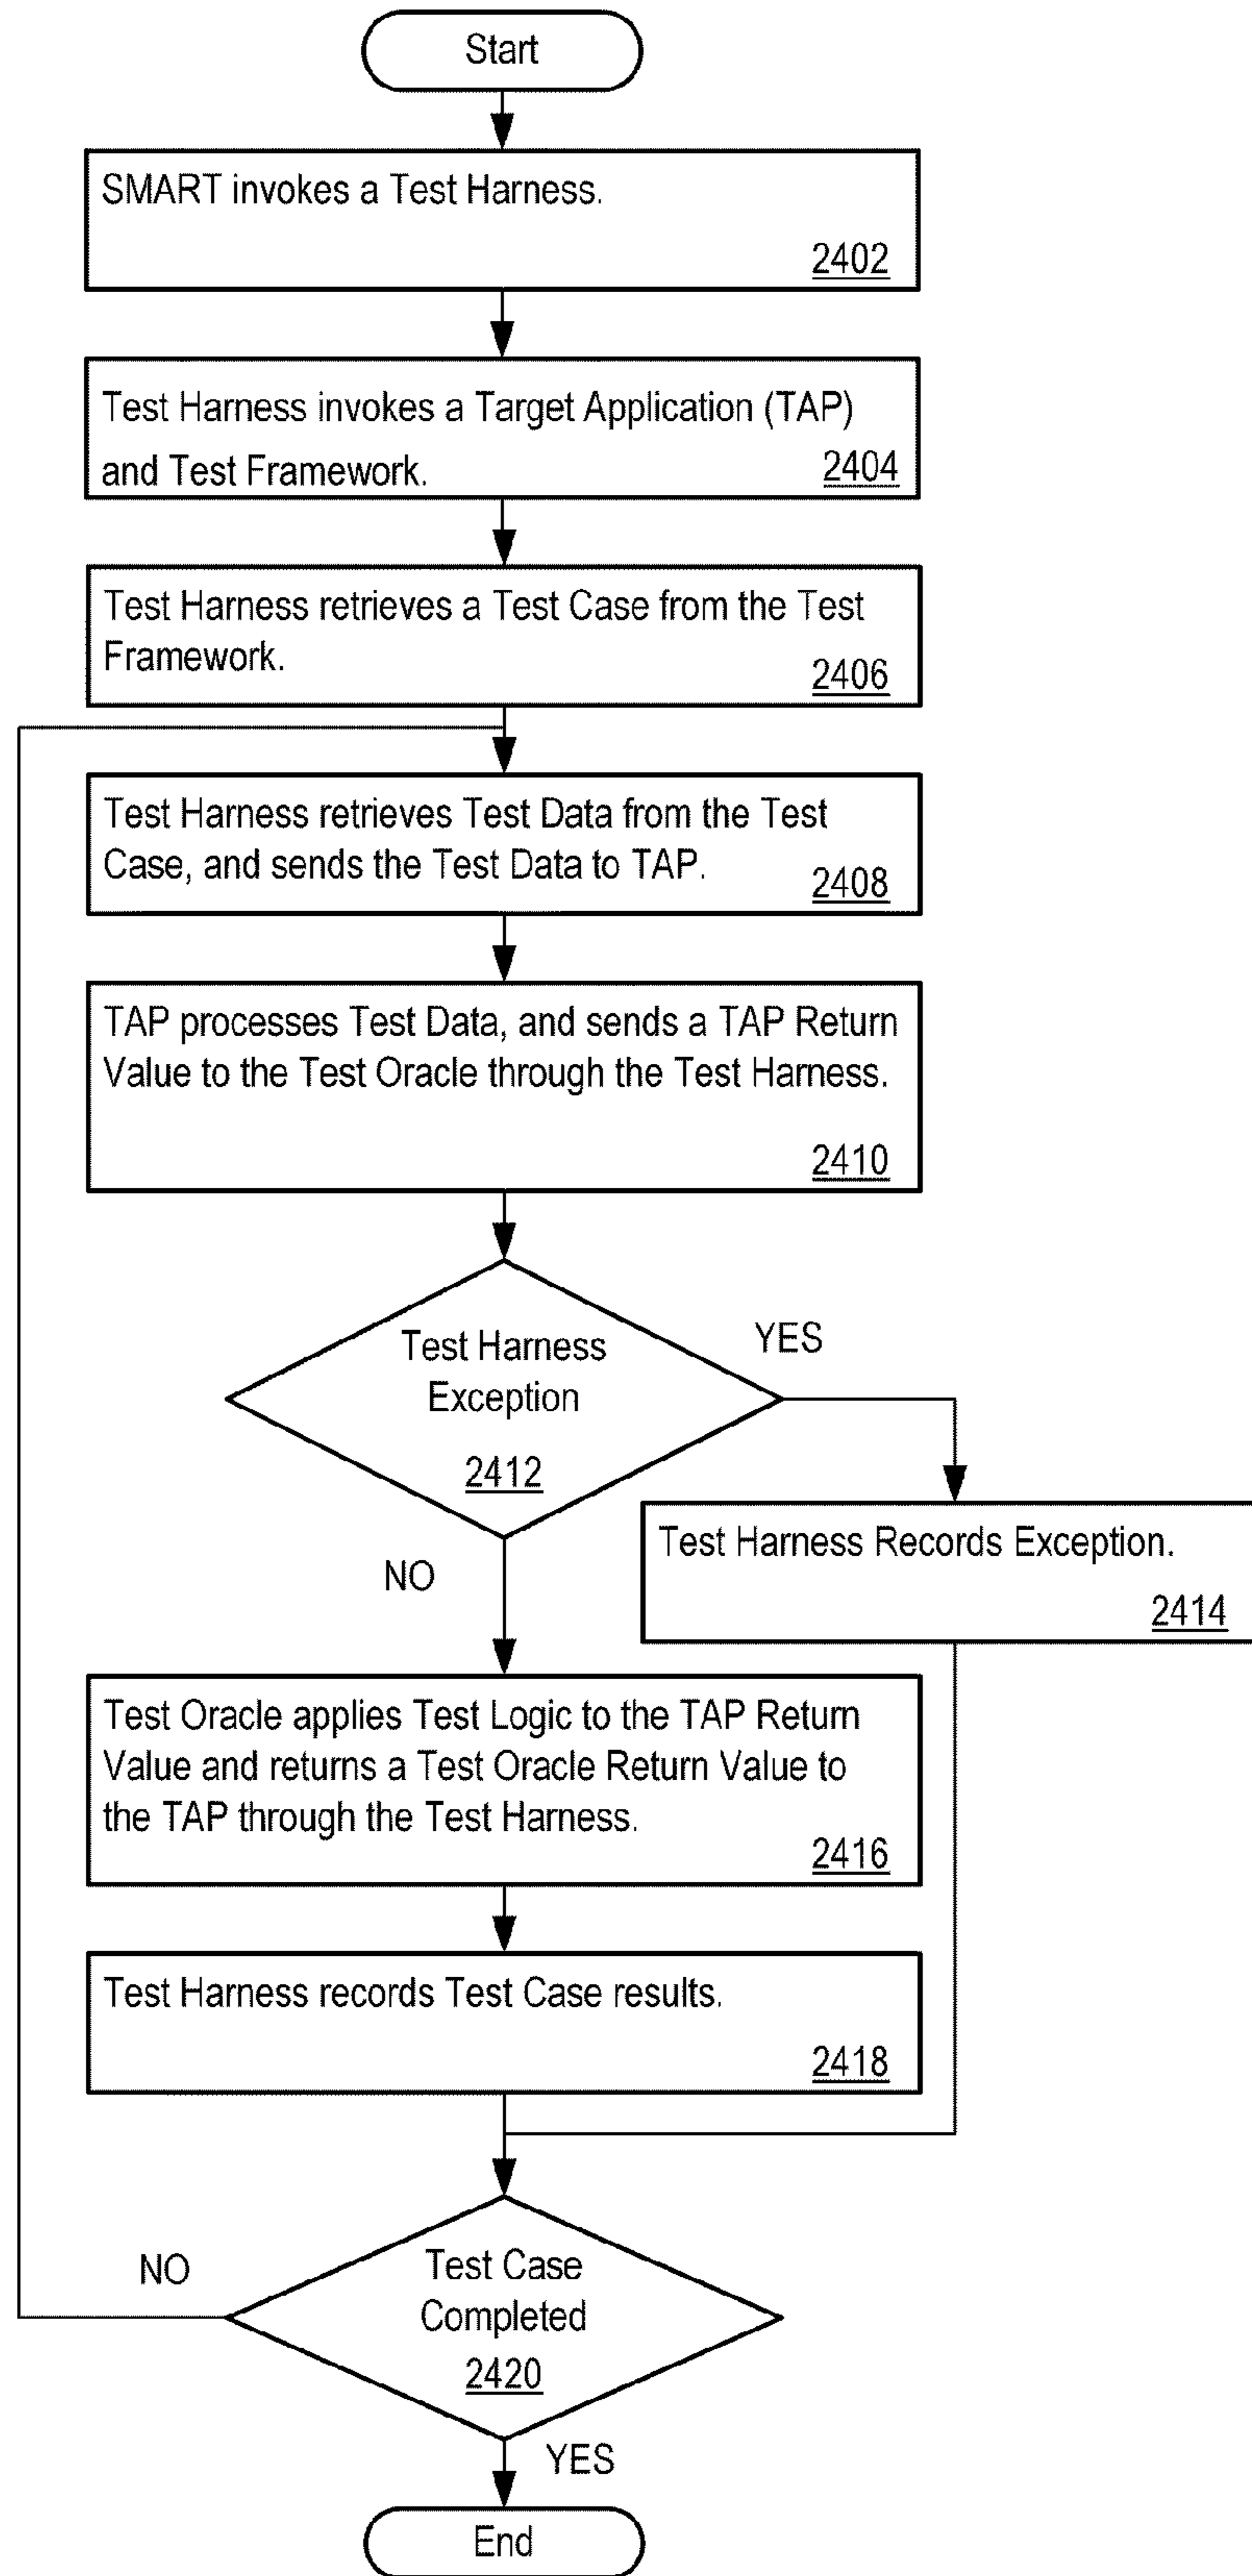 Start
SMART invokes a Test Harness.
2402
Test Harness invokes a Target Application (TAP)
and Test Framework.
2404
Test Harness retrieves a Test Case from the Test
Framework.
2406
Test Harness retrieves Test Data from the Test
Case, and sends the Test Data to TAP.
2408
TAP processes Test Data, and sends a TAP Return
Value to the Test Oracle through the Test Harness.
2410
Test Harness
Exception
2412
YES
NO
Test Harness Records Exception.
2414
Test Oracle applies Test Logic to the TAP Return
Value and returns a Test Oracle Return Value to
the TAP through the Test Harness.
2416
Test Harness records Test Case results.
2418
Test Case
Completed
2420
NO
YES
End